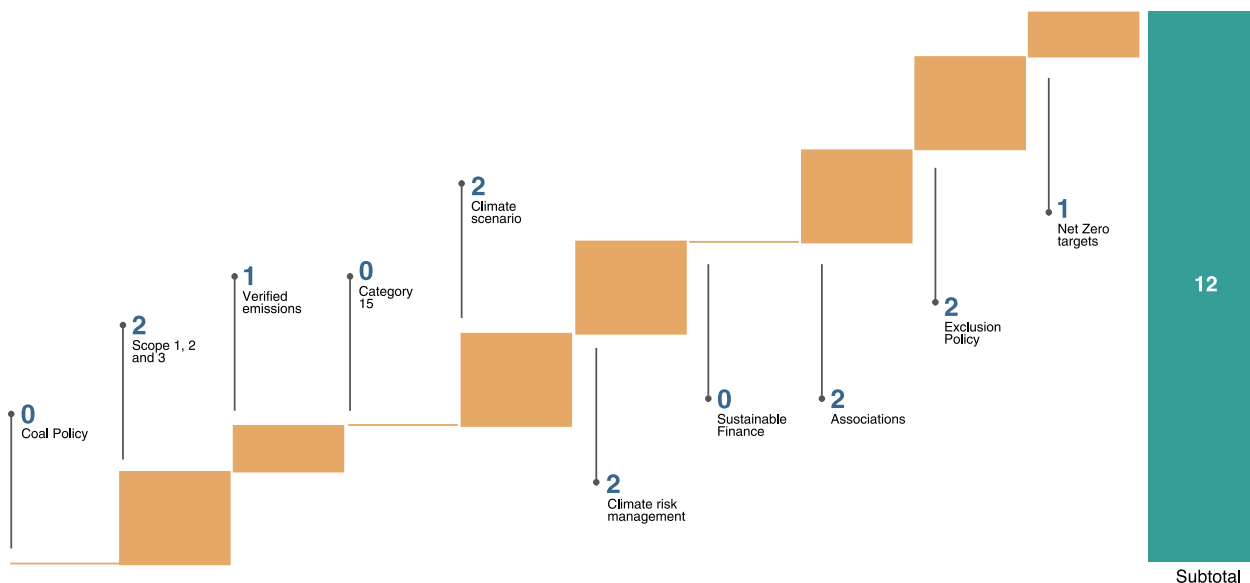 0
Coal Policy
2
Scope 1, 2
and 3
1
Verified
emissions
0
Category
15
2
Climate
scenario
2
Climate risk
management
0
Sustainable
Finance
2
Associations
2
Exclusion
Policy
1
Net Zero
targets
12
Subtotal